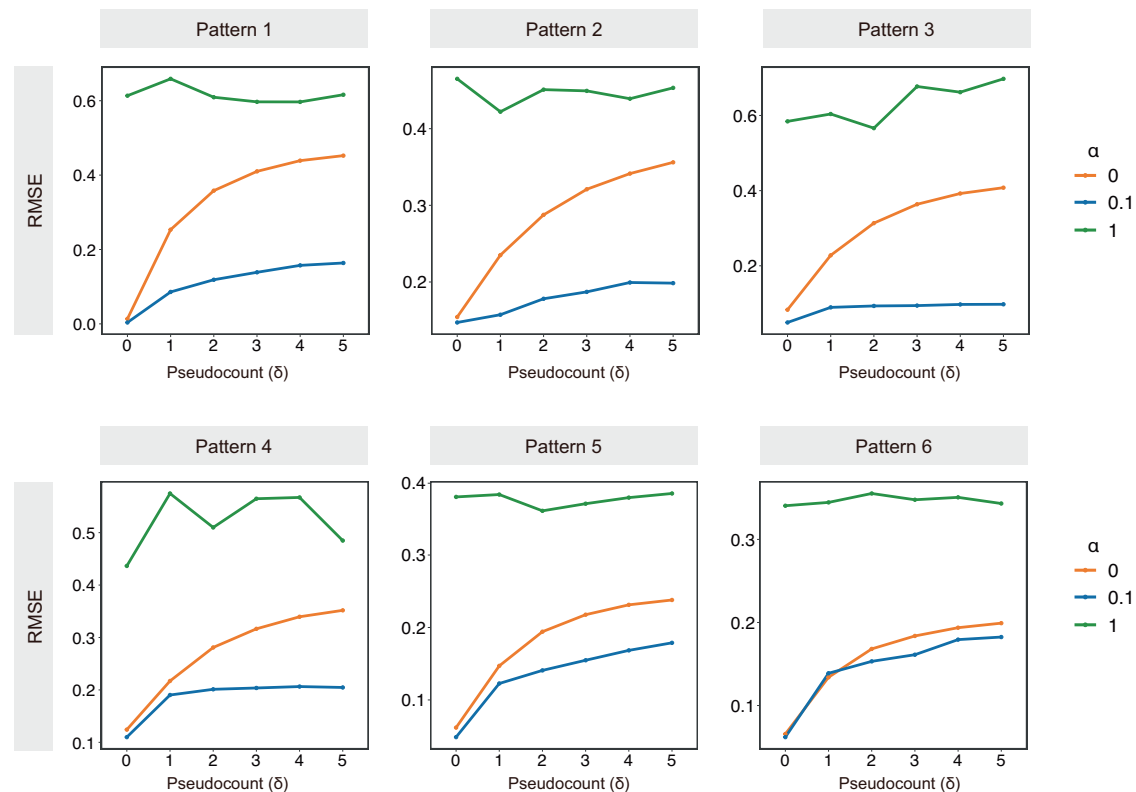 Pattern 1
Pattern 2
Pattern 3
RMSE
0.6
0.4
0.2
0.0
0 1 2 3 4 5
Pseudocount (δ)
0.4
0.3
0.2
0 1 2 3 4 5
Pseudocount (δ)
0.6
0.4
0.2
0 1 2 3 4 5
Pseudocount (δ)
α
0
0.1
1
Pattern 4
Pattern 5
Pattern 6
RMSE
0.5
0.4
0.3
0.2
0.1
0 1 2 3 4 5
Pseudocount (δ)
0.4
0.3
0.2
0.1
0 1 2 3 4 5
Pseudocount (δ)
0.3
0.2
0.1
0 1 2 3 4 5
Pseudocount (δ)
α
0
0.1
1